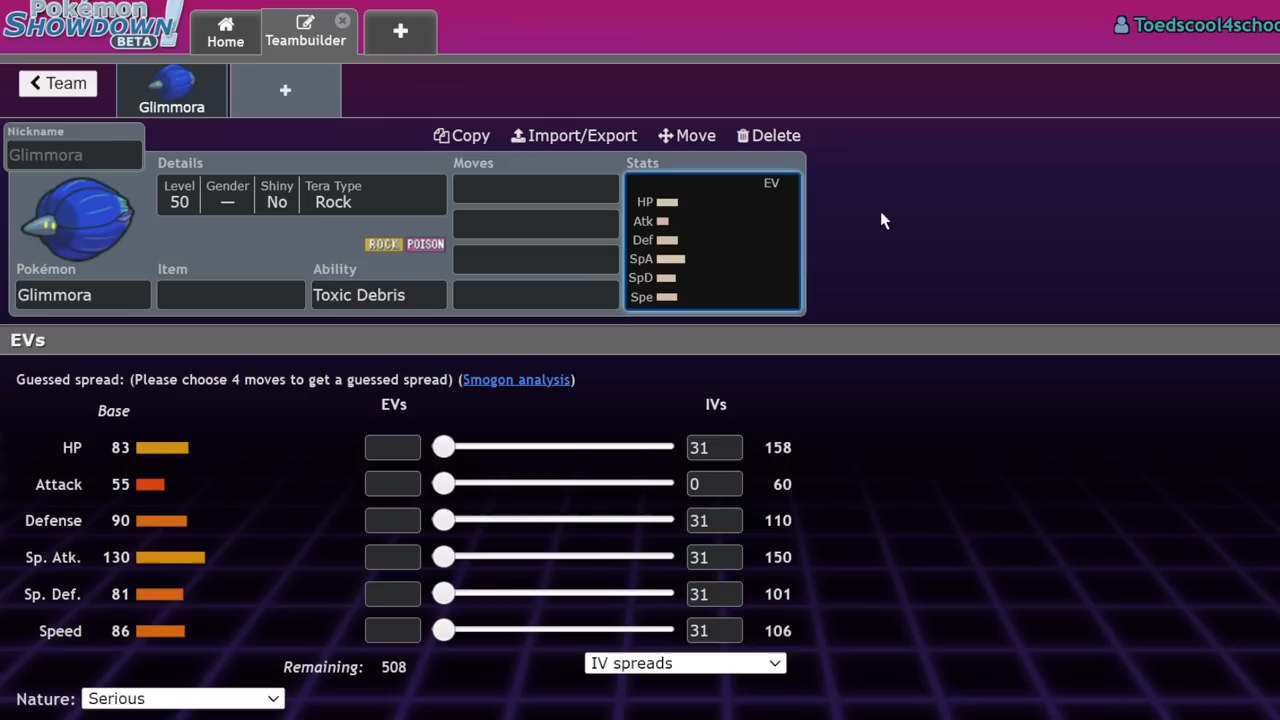 Pokémon
SHOWDOWN!
BETA
Home
Teambuilder
+
Toedscool4schoo
Team
Glimmora
+
Nickname
Glimmora
Copy
Import/Export
Move
Delete
Details
Moves
Stats
Level Gender Shiny Tera Type
50 — No Rock
ROCK POISON
EV
HP
Atk
Def
SpA
SpD
Spe
Pokémon Item Ability
Glimmora Toxic Debris
EVs
Guessed spread: (Please choose 4 moves to get a guessed spread) (Smogon analysis)
Base EVs IVs
HP 83 31 158
Attack 55 0 60
Defense 90 31 110
Sp. Atk. 130 31 150
Sp. Def. 81 31 101
Speed 86 31 106
Remaining: 508 IV spreads
Nature: Serious